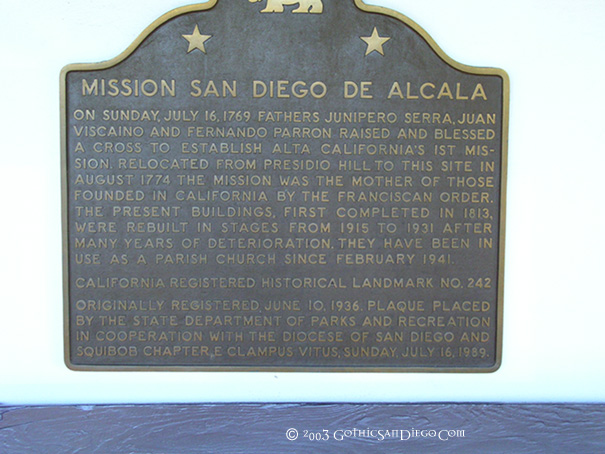 MISSION SAN DIEGO DE ALCALA
ON SUNDAY, JULY 16, 1769 FATHERS JUNIPERO SERRA, JUAN
VISCAINO AND FERNANDO PARRON RAISED AND BLESSED
A CROSS TO ESTABLISH ALTA CALIFORNIA'S 1ST MIS-
SION. RELOCATED FROM PRESIDIO HILL TO THIS SITE IN
AUGUST 1774 THE MISSION WAS THE MOTHER OF THOSE
FOUNDED IN CALIFORNIA BY THE FRANCISCAN ORDER.
THE PRESENT BUILDINGS, FIRST COMPLETED IN 1813,
WERE REBUILT IN STAGES FROM 1915 TO 1931 AFTER
MANY YEARS OF DETERIORATION. THEY HAVE BEEN IN
USE AS A PARISH CHURCH SINCE FEBRUARY 1941.
CALIFORNIA REGISTERED HISTORICAL LANDMARK NO. 242
ORIGINALLY REGISTERED, JUNE 10, 1936. PLAQUE PLACED
BY THE STATE DEPARTMENT OF PARKS AND RECREATION
IN COOPERATION WITH THE DIOCESE OF SAN DIEGO AND
SQUIBOB CHAPTER, E CLAMPUS VITUS, SUNDAY, JULY 16, 1989.
© 2003 GothicSanDiego.Com